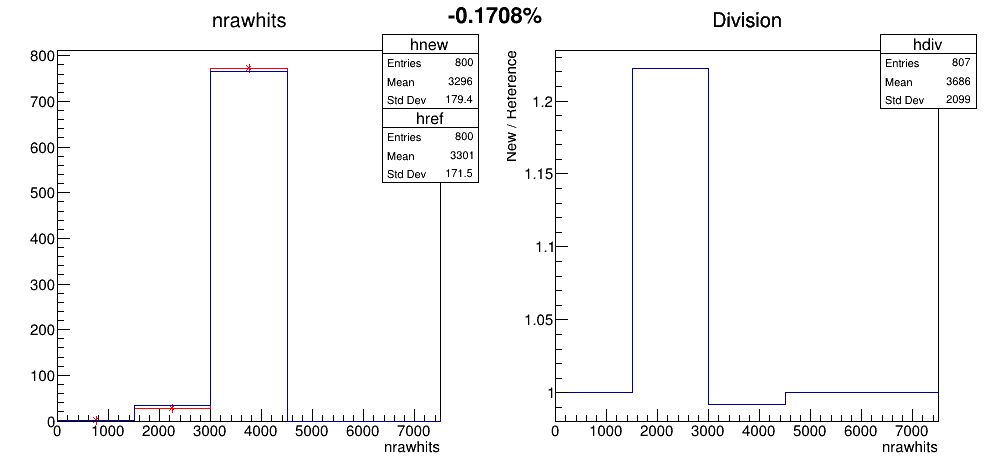 -0.1708%
nrawhits
hnew
Entries 800
Mean 3296
Std Dev 179.4
href
Entries 800
Mean 3301
Std Dev 171.5
800
700
600
500
400
300
200
100
0
0 1000 2000 3000 4000 5000 6000 7000
nrawhits
Division
hdiv
Entries 807
Mean 3686
Std Dev 2099
New / Reference
1.2
1.15
1.1
1.05
1
0 1000 2000 3000 4000 5000 6000 7000
nrawhits